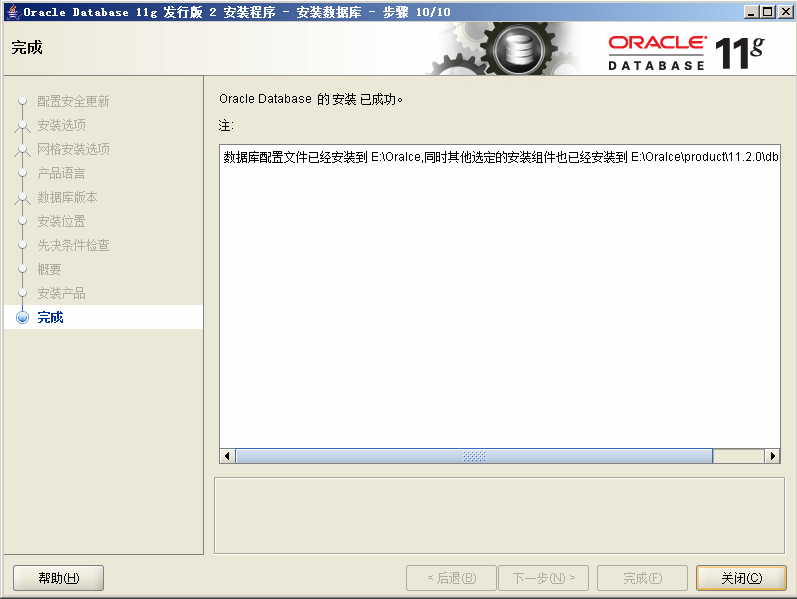 Oracle Database 11g 发行版 2 安装程序 - 安装数据库 - 步骤 10/10
完成
ORACLE
DATABASE
11g
配置安全更新
安装选项
网格安装选项
产品语言
数据库版本
安装位置
先决条件检查
概要
安装产品
完成
Oracle Database 的 安装 已成功。
注:
数据库配置文件已经安装到 E:\Oralce,同时其他选定的安装组件也已经安装到 E:\Oralce\product\11.2.0\db
帮助(H)
< 后退(B)
下一步(N) >
完成(F)
关闭(C)